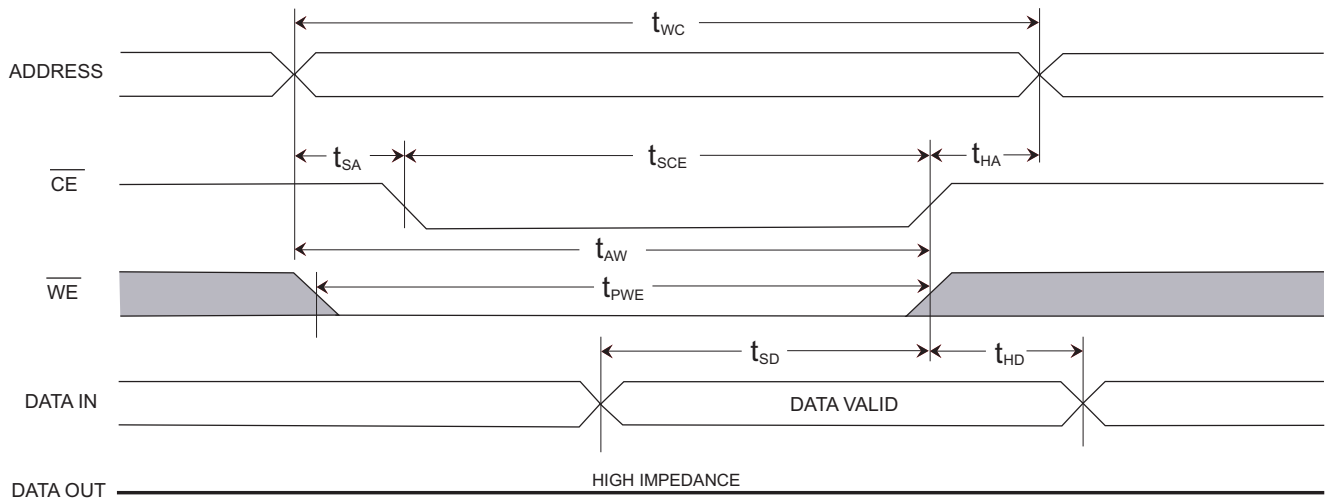 tWC
ADDRESS
tSA
tSCE
tHA
CE
tAW
WE
tPWE
tSD
tHD
DATA IN
DATA VALID
DATA OUT
HIGH IMPEDANCE